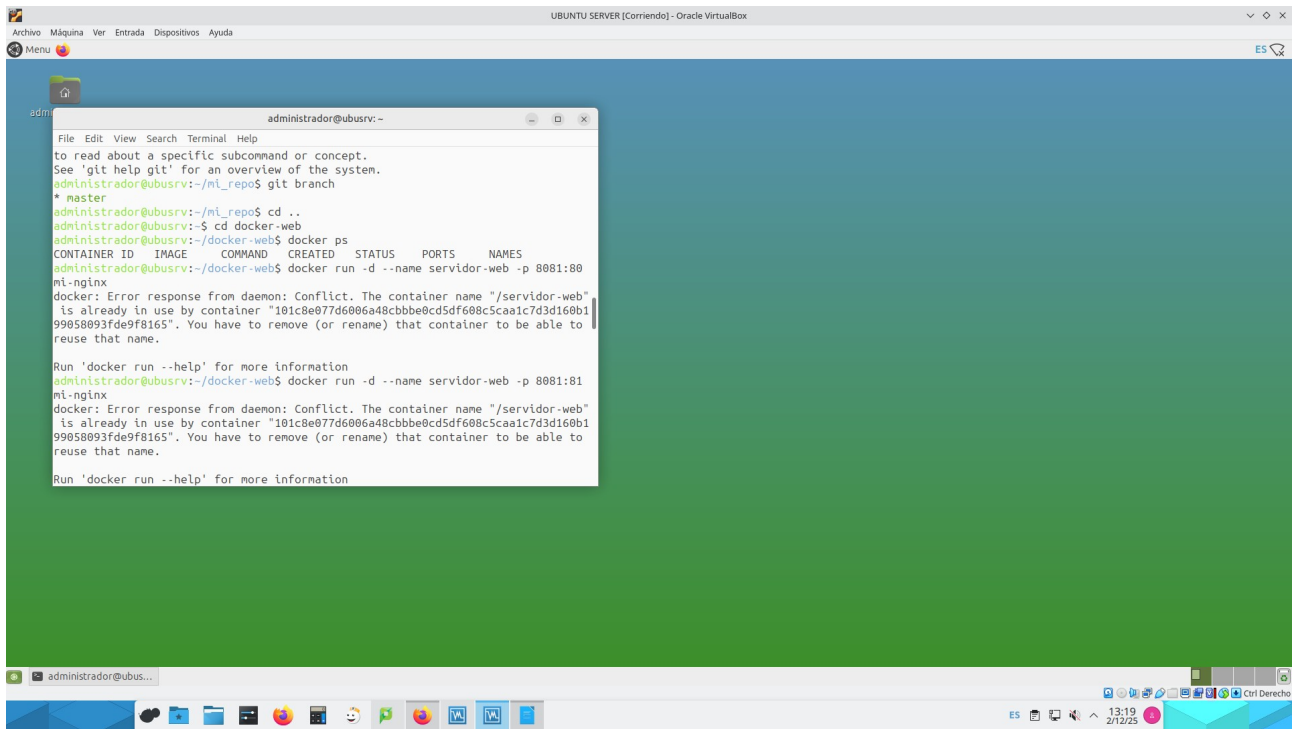 UBUNTU SERVER [Corriendo] - Oracle VirtualBox
Archivo Máquina Ver Entrada Dispositivos Ayuda
Menu
ES
administrador@ubusrv: ~
File Edit View Search Terminal Help
to read about a specific subcommand or concept.
See 'git help git' for an overview of the system.
administrador@ubusrv:~/mi_repo$ git branch
* master
administrador@ubusrv:~/mi_repo$ cd ..
administrador@ubusrv:~$ cd docker-web
administrador@ubusrv:~/docker-web$ docker ps
CONTAINER ID IMAGE COMMAND CREATED STATUS PORTS NAMES
administrador@ubusrv:~/docker-web$ docker run -d --name servidor-web -p 8081:80
mi-nginx
docker: Error response from daemon: Conflict. The container name "/servidor-web"
is already in use by container "101c8e077d6006a48cbbbe0cd5df608c5caa1c7d3d160b1
99058093fde9f8165". You have to remove (or rename) that container to be able to
reuse that name.
Run 'docker run --help' for more information
administrador@ubusrv:~/docker-web$ docker run -d --name servidor-web -p 8081:81
mi-nginx
docker: Error response from daemon: Conflict. The container name "/servidor-web"
is already in use by container "101c8e077d6006a48cbbbe0cd5df608c5caa1c7d3d160b1
99058093fde9f8165". You have to remove (or rename) that container to be able to
reuse that name.
Run 'docker run --help' for more information
administrador@ubus...
Ctrl Derecho
ES 13:19
2/12/25